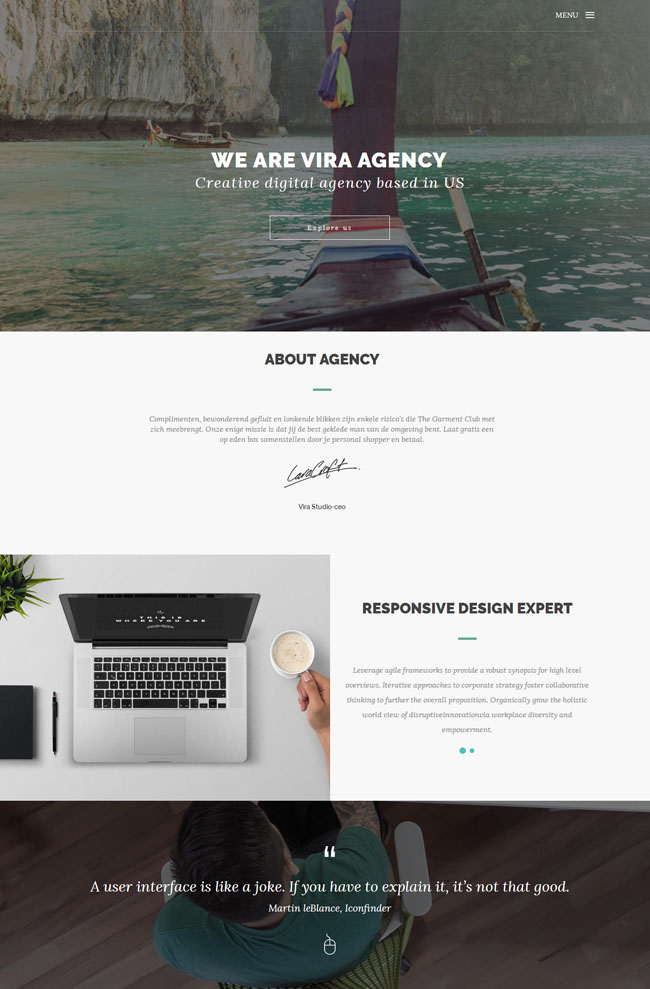 MENU
WE ARE VIRA AGENCY
Creative digital agency based in US
Explore us
ABOUT AGENCY
Complimenten, bewonderend gefluit en lonkende blikken zijn enkele risico's die The Garment Club met
zich meebrengt. Onze enige missie is dat jij de best geklede man van de omgeving bent. Laat gratis een
op eden box samenstellen door je personal shopper en betaal.
Vira Studio-ceo
THIS IS
WHERE YOU ARE
RESPONSIVE DESIGN EXPERT
Leverage agile frameworks to provide a robust synopsis for high level
overviews. Iterative approaches to corporate strategy foster collaborative
thinking to further the overall proposition. Organically grow the holistic
world view of disruptiveinnovationvia workplace diversity and
empowerment.
“
A user interface is like a joke. If you have to explain it, it's not that good.
Martin leBlance, Iconfinder